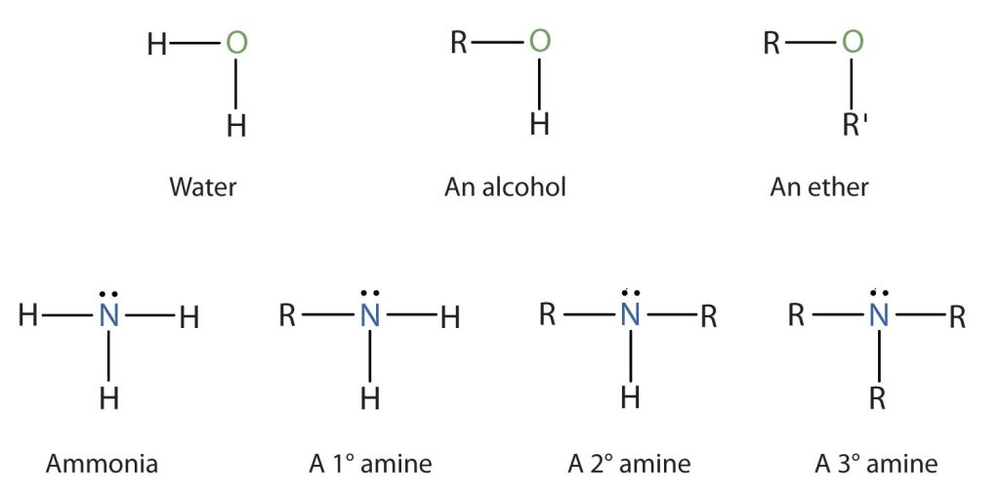 H O R O R O
H H R'
Water An alcohol An ether
H N H R N H R N R R N R
H H H R
Ammonia A 1° amine A 2° amine A 3° amine